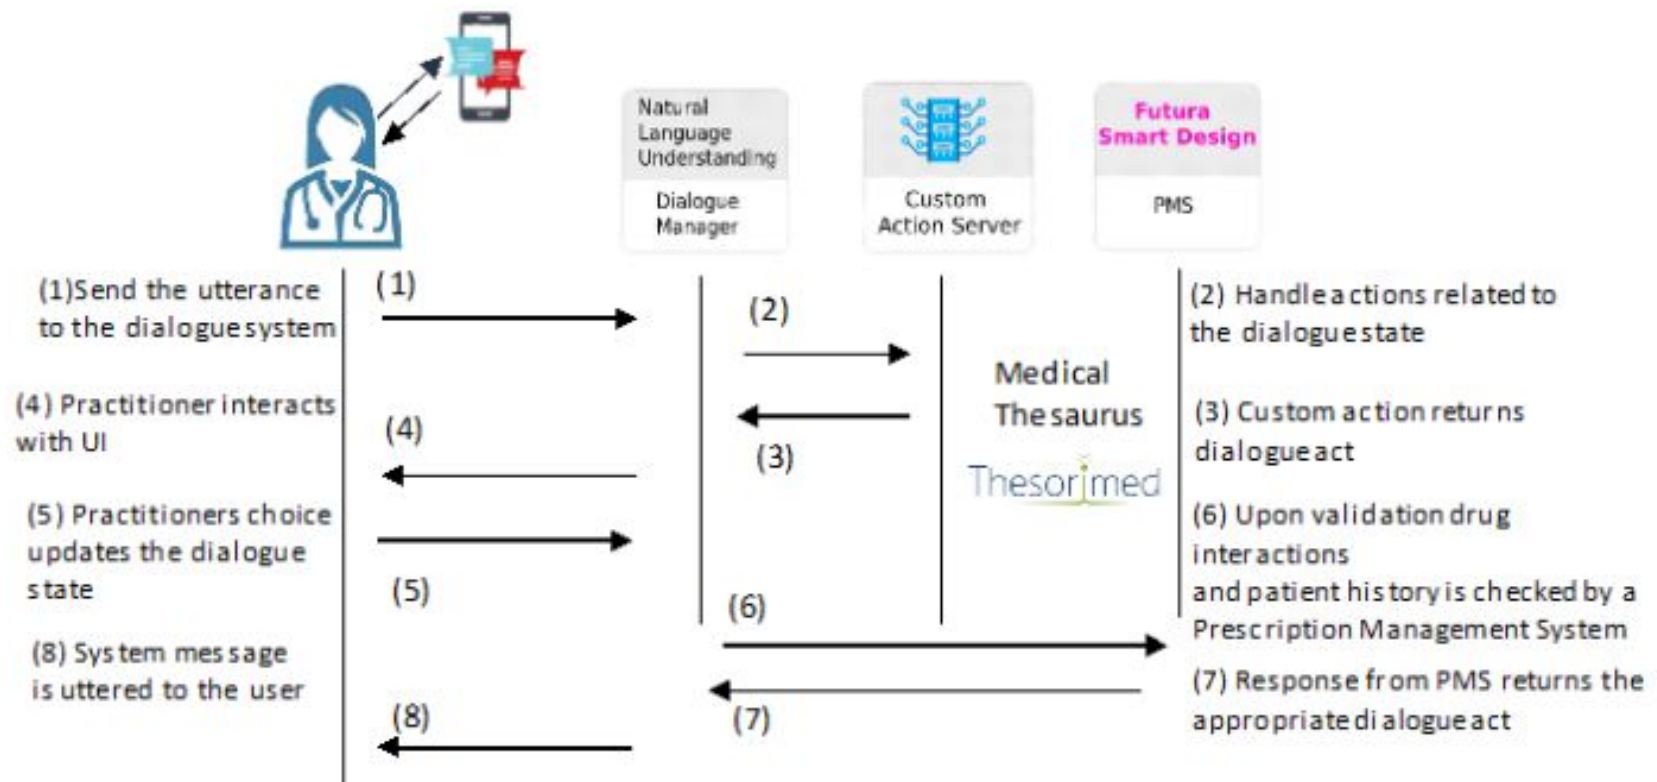 Natural
Language
Understanding
Dialogue
Manager
Custom
Action Server
Futura
Smart Design
PMS
(1)Send the utterance
to the dialogue system
(1)
(2)
(2) Handle actions related to
the dialogue state
Medical
Thesaurus
Thesorimed
(4) Practitioner interacts
with UI
(4)
(3)
(3) Custom action returns
dialogue act
(5) Practitioners choice
updates the dialogue
state
(5)
(6)
(6) Upon validation drug
interactions
and patient history is checked by a
Prescription Management System
(8) System message
is uttered to the user
(8)
(7)
(7) Response from PMS returns the
appropriate dialogue act